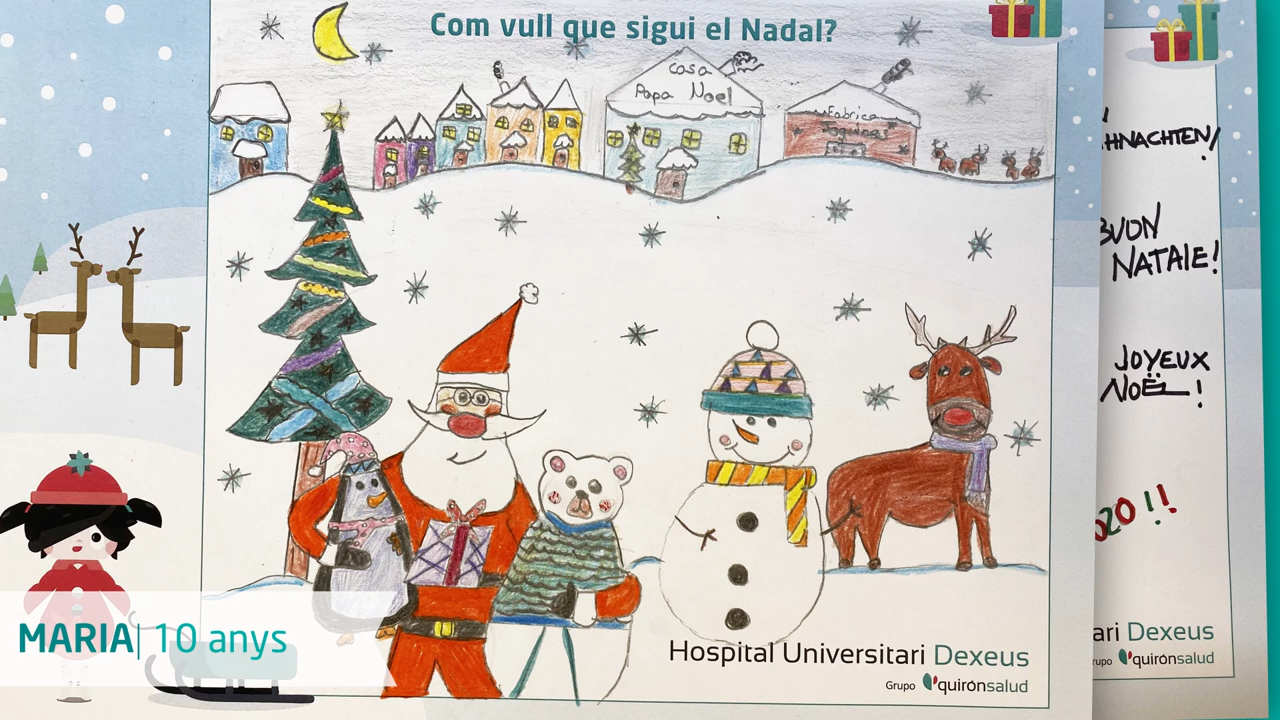 Com vull que sigui el Nadal?
casa
Papa Noel
Fabrica
Joguines
HNACHTEN!
BUON
NATALE!
JOYEUX
NOËL!
020!!
MARIA | 10 anys
Hospital Universitari Dexeus
Grupo quirónsalud
ari Dexeus
rupo quirónsalud